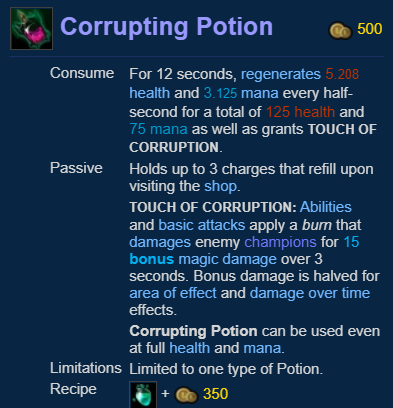 Corrupting Potion 500
Consume For 12 seconds, regenerates 5.208
health and 3.125 mana every half-
second for a total of 125 health and
75 mana as well as grants TOUCH OF
CORRUPTION.
Passive Holds up to 3 charges that refill upon
visiting the shop.
TOUCH OF CORRUPTION: Abilities
and basic attacks apply a burn that
damages enemy champions for 15
bonus magic damage over 3
seconds. Bonus damage is halved for
area of effect and damage over time
effects.
Corrupting Potion can be used even
at full health and mana.
Limitations Limited to one type of Potion.
Recipe + 350